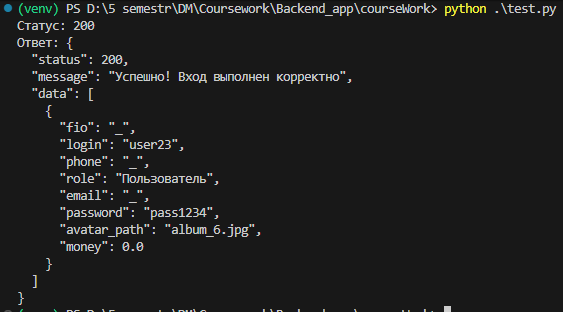 (venv) PS D:\5 semestr\DM\Coursework\Backend_app\courseWork> python .\test.py
Статус: 200
Ответ: {
  "status": 200,
  "message": "Успешно! Вход выполнен корректно",
  "data": [
    {
      "fio": "_",
      "login": "user23",
      "phone": "_",
      "role": "Пользователь",
      "email": "_",
      "password": "pass1234",
      "avatar_path": "album_6.jpg",
      "money": 0.0
    }
  ]
}